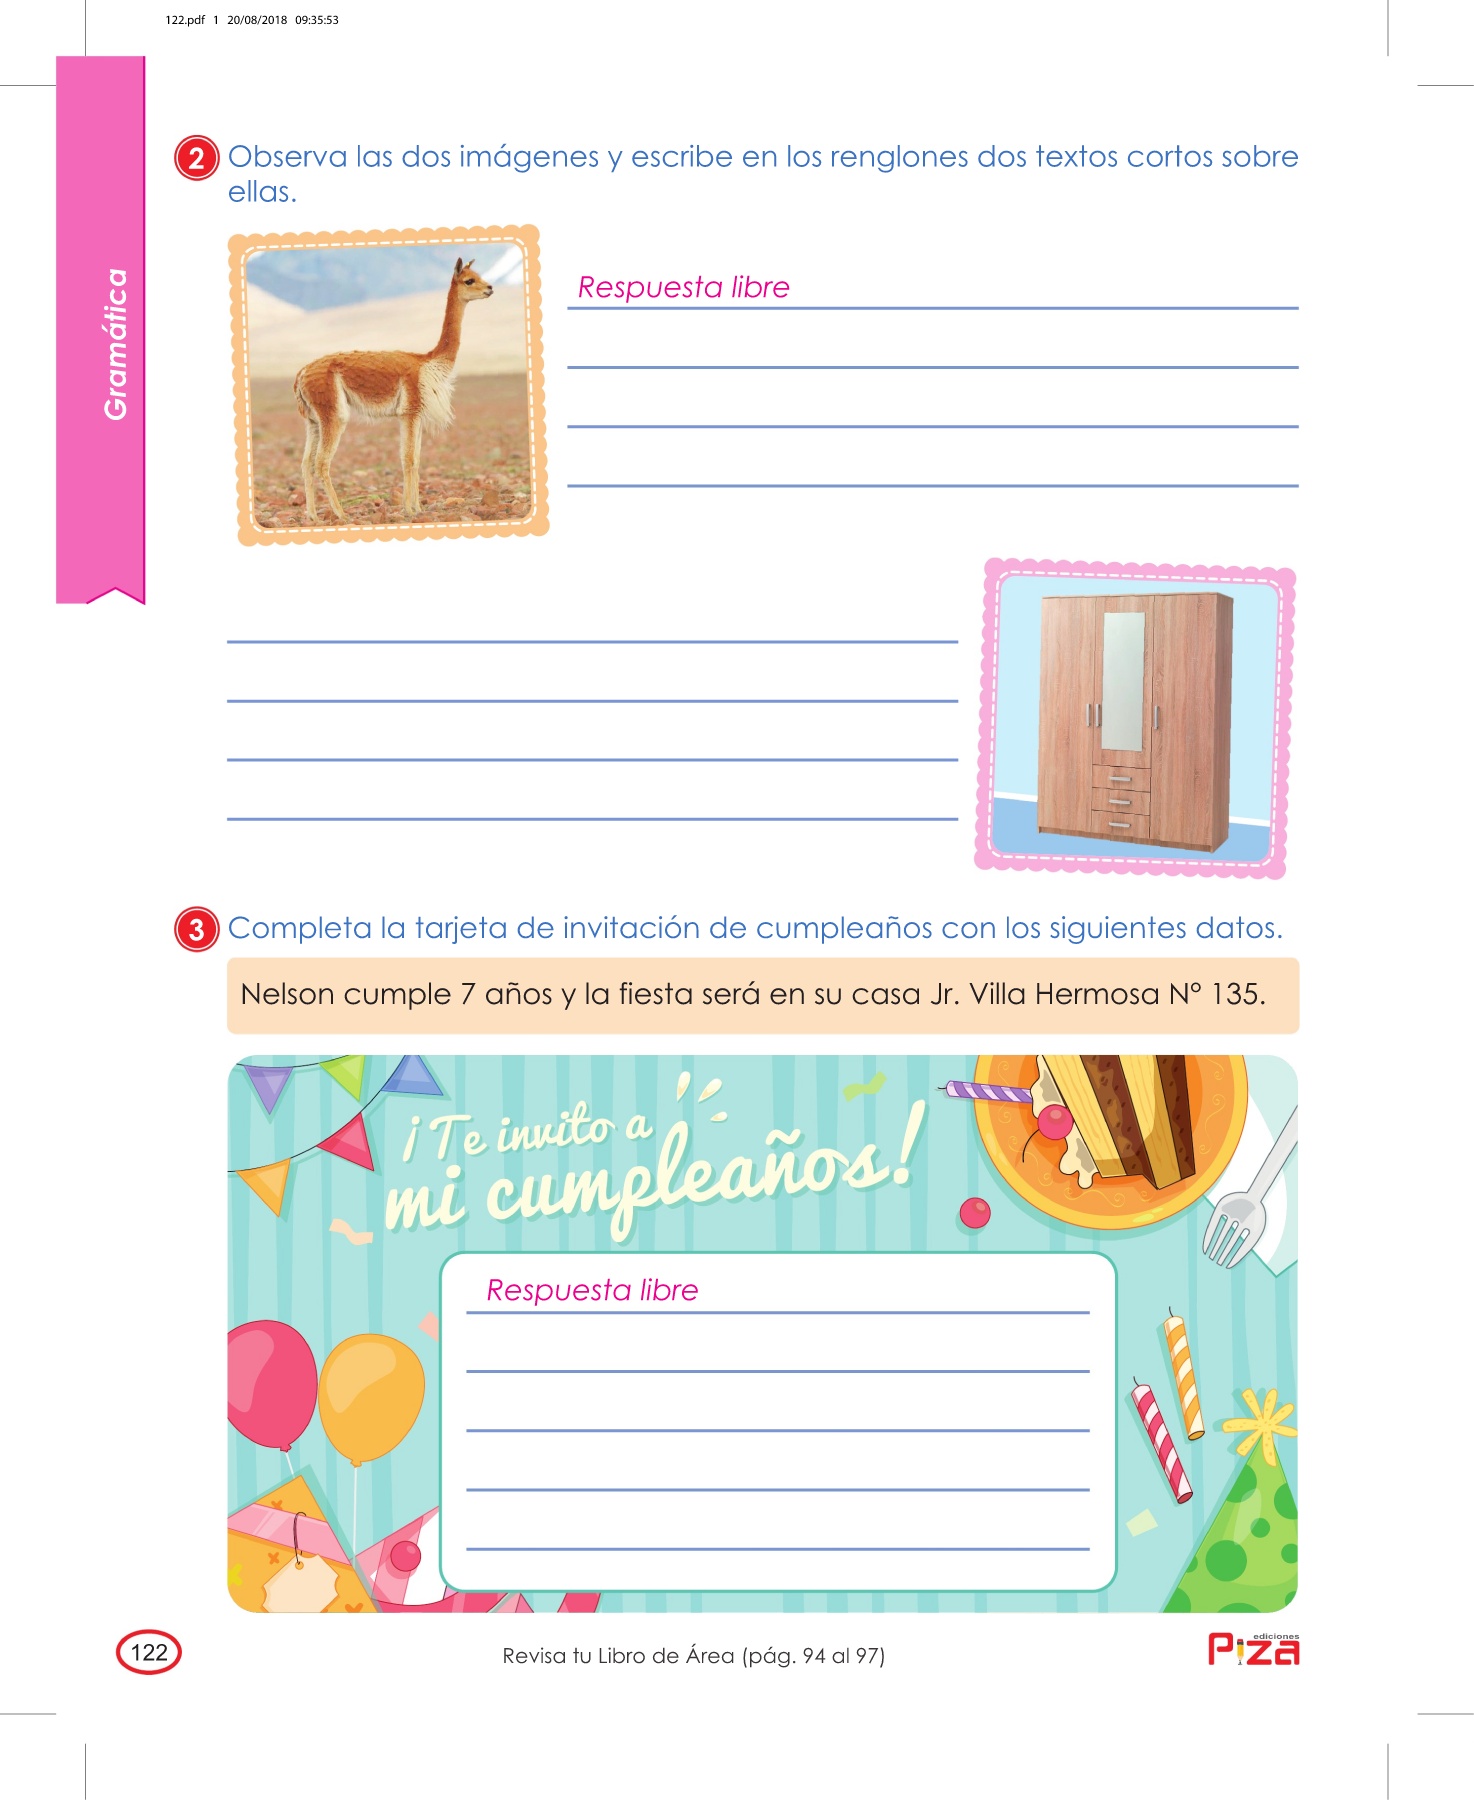 122.pdf 1 20/08/2018 09:35:53
Gramática
2 Observa las dos imágenes y escribe en los renglones dos textos cortos sobre
ellas.
Respuesta libre
3 Completa la tarjeta de invitación de cumpleaños con los siguientes datos.
Nelson cumple 7 años y la fiesta será en su casa Jr. Villa Hermosa N° 135.
¡Te invito a
mi cumpleaños!
Respuesta libre
122
Revisa tu Libro de Área (pág. 94 al 97)
ediciones
Piza